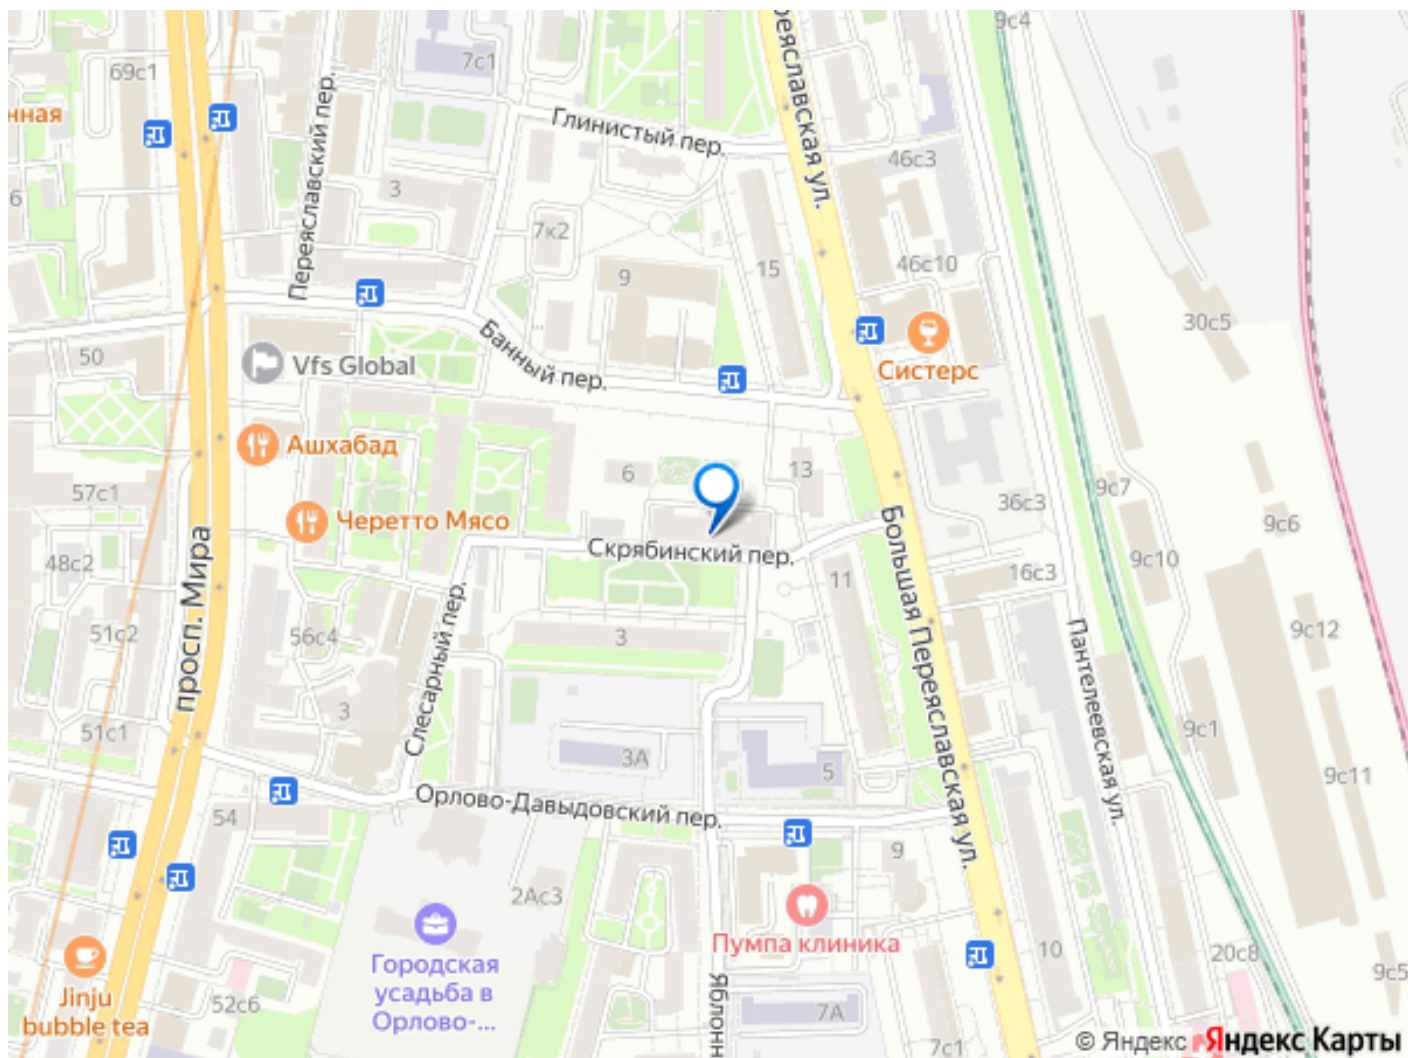 9с4
69с1
7с1
нная
Переяславский пер.
Глинистый пер.
реяславская ул.
46с3
6
3
7к2
9
15
46с10
30с5
50
Vfs Global
Банный пер.
Систерс
Ашхабад
57с1
6
13
9с7
36с3
9с6
Черетто Мясо
просп. Мира
Скрябинский пер.
Большая Переяславская ул.
48с2
11
16с3
9с10
51с2
56с4
Слесарный пер.
3
Пантелеевская ул.
9с12
3
51с1
3А
5
9с1
9с11
54
Орлово-Давыдовский пер.
9
2Ас3
Пумпа клиника
10
20с8
Городская
усадьба в
Орлово-...
Jinju
bubble tea
52с6
Яблонн
7А
7с1
9с5
© Яндекс Яндекс Карты